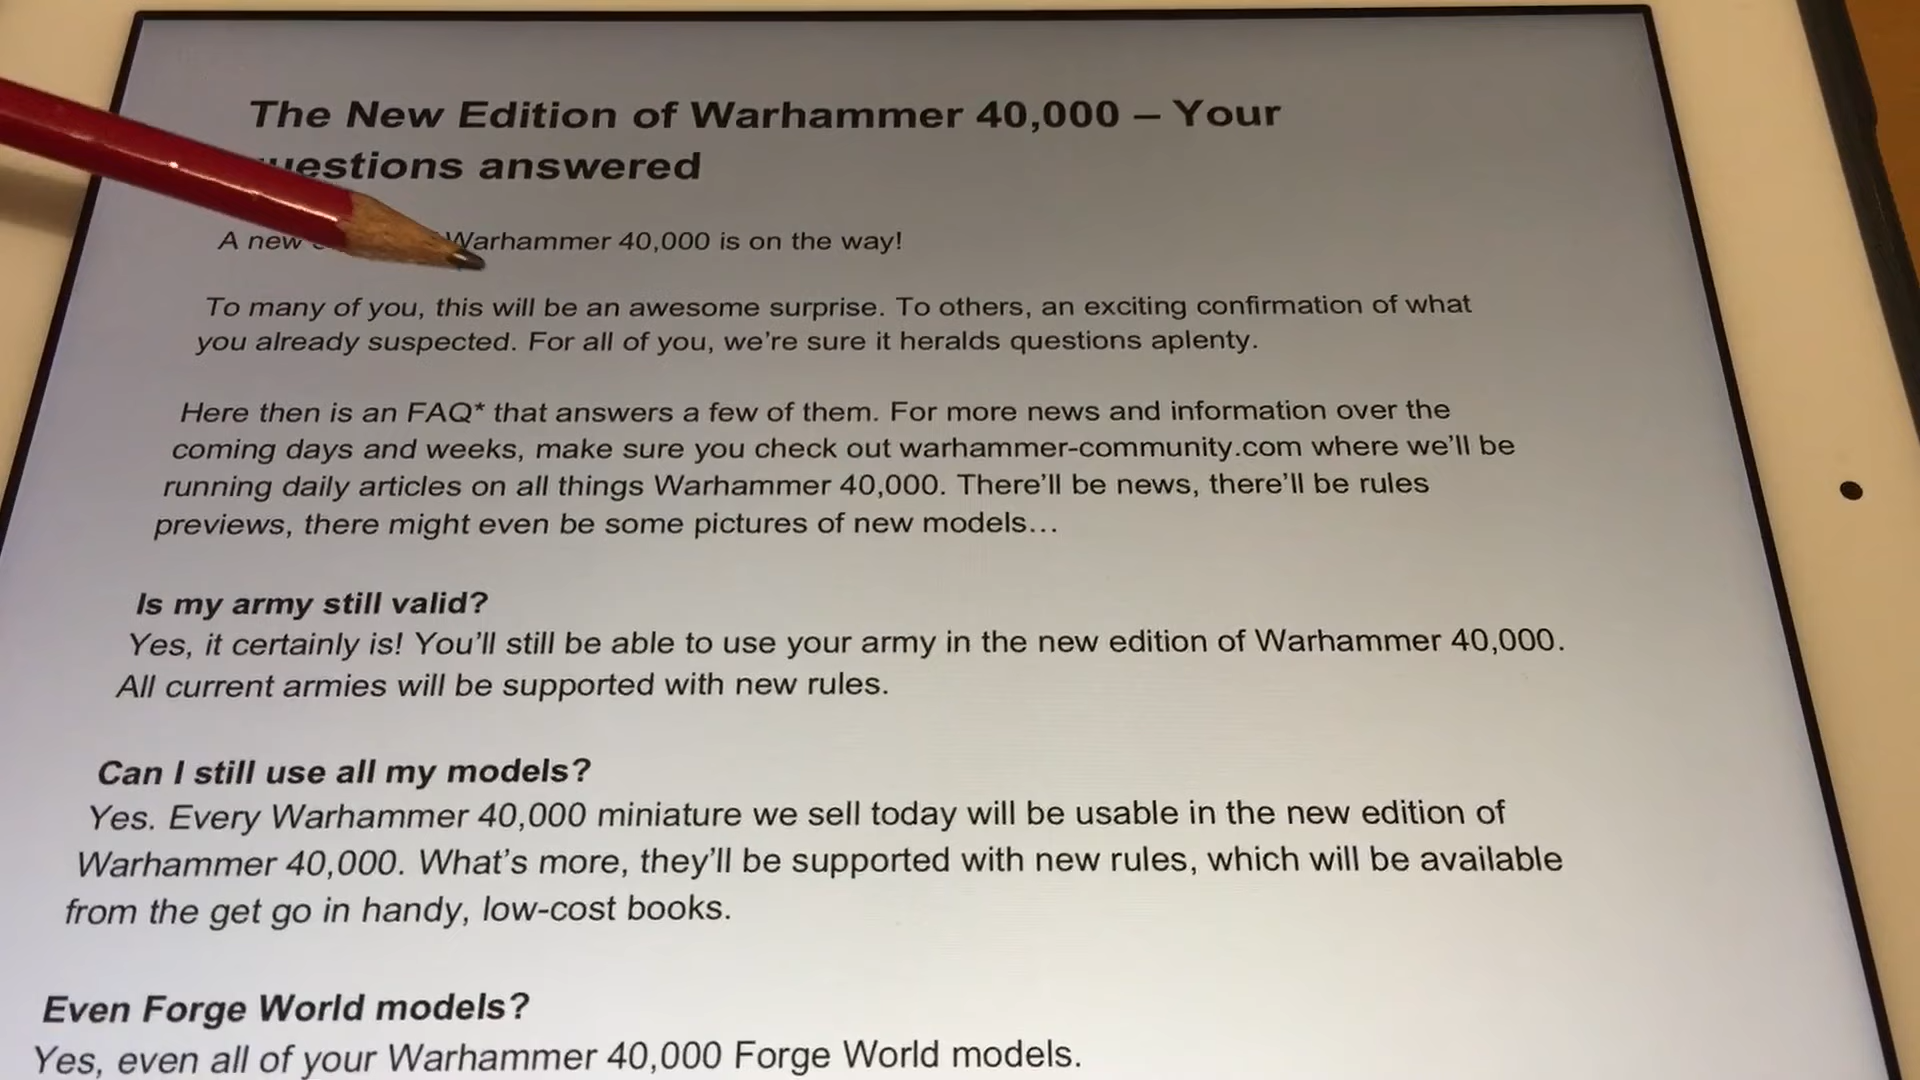 The New Edition of Warhammer 40,000 – Your
answered
A new Warhammer 40,000 is on the way!
To many of you, this will be an awesome surprise. To others, an exciting confirmation of what
you already suspected. For all of you, we’re sure it heralds questions aplenty.
Here then is an FAQ* that answers a few of them. For more news and information over the
coming days and weeks, make sure you check out warhammer-community.com where we’ll be
running daily articles on all things Warhammer 40,000. There’ll be news, there’ll be rules
previews, there might even be some pictures of new models…
Is my army still valid?
Yes, it certainly is! You’ll still be able to use your army in the new edition of Warhammer 40,000.
All current armies will be supported with new rules.
Can I still use all my models?
Yes. Every Warhammer 40,000 miniature we sell today will be usable in the new edition of
Warhammer 40,000. What’s more, they’ll be supported with new rules, which will be available
from the get go in handy, low-cost books.
Even Forge World models?
Yes, even all of your Warhammer 40,000 Forge World models.